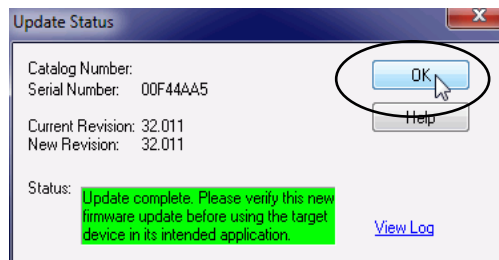 Update Status
Catalog Number:
Serial Number: 00F44AA5
OK
Help
Current Revision: 32.011
New Revision: 32.011
Status:
Update complete. Please verify this new
firmware update before using the target
device in its intended application.
View Log